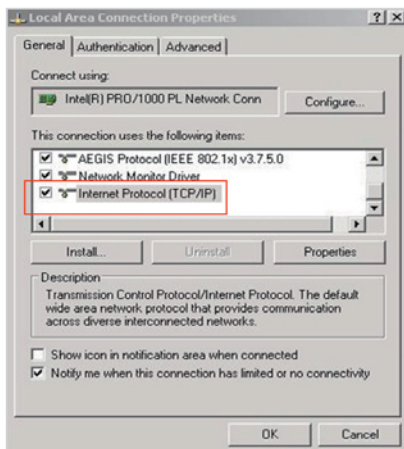 Local Area Connection Properties
General Authentication Advanced
Connect using:
Intel(R) PRO/1000 PL Network Conn
Configure...
This connection uses the following items:
AEGIS Protocol (IEEE 802.1x) v3.7.5.0
Network Monitor Driver
Internet Protocol (TCP/IP)
Install... Uninstall Properties
Description
Transmission Control Protocol/Internet Protocol. The default
wide area network protocol that provides communication
across diverse interconnected networks.
Show icon in notification area when connected
Notify me when this connection has limited or no connectivity
OK Cancel